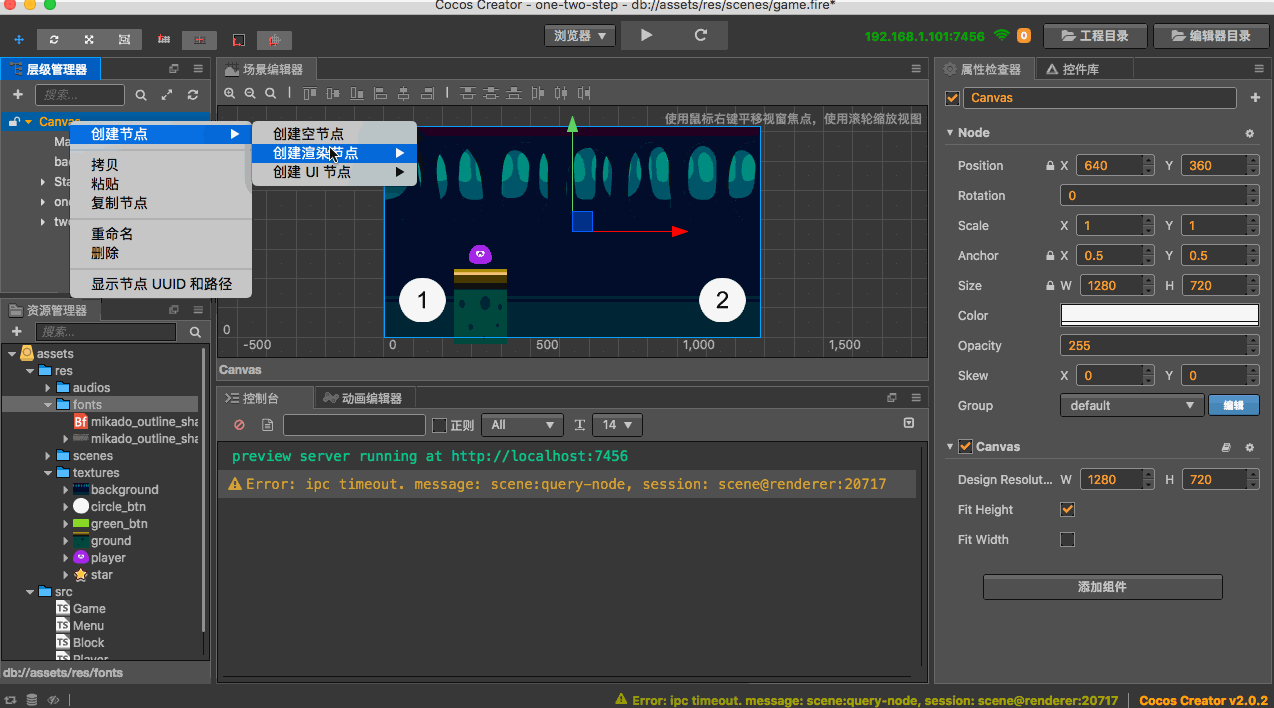 Cocos Creator - one-two-step - db://assets/res/scenes/game.fire*
浏览器
192.168.1.101:7456
0
工程目录
编辑器目录
层级管理器
搜索...
Canvas
Ma
bac
Sta
one
two
创建节点
拷贝
粘贴
复制节点
重命名
删除
显示节点 UUID 和路径
创建空节点
创建渲染节点
创建 UI 节点
场景编辑器
使用鼠标右键平移视窗焦点，使用滚轮缩放视图
1
2
0
-500
0
500
1,000
1,500
Canvas
资源管理器
搜索...
assets
res
audios
fonts
Bf mikado_outline_sha
mikado_outline_sha
scenes
textures
background
circle_btn
green_btn
ground
player
star
src
TS Game
TS Menu
TS Block
TS Player
db://assets/res/fonts
控制台
动画编辑器
正则
All
14
preview server running at http://localhost:7456
Error: ipc timeout. message: scene:query-node, session: scene@renderer:20717
属性检查器
控件库
Canvas
Node
Position X 640 Y 360
Rotation 0
Scale X 1 Y 1
Anchor X 0.5 Y 0.5
Size W 1280 H 720
Color
Opacity 255
Skew X 0 Y 0
Group default 编辑
Canvas
Design Resolut... W 1280 H 720
Fit Height
Fit Width
添加组件
Error: ipc timeout. message: scene:query-node, session: scene@renderer:20717
Cocos Creator v2.0.2